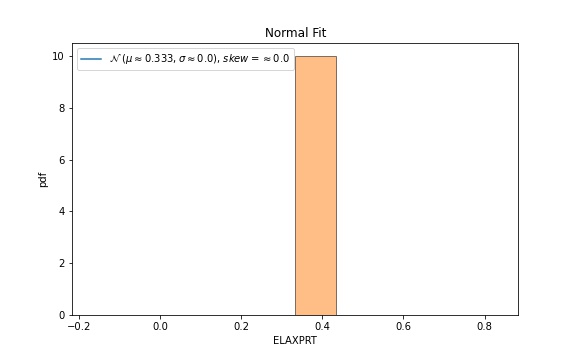 Normal Fit
𝒩(μ ≈ 0.333, σ ≈ 0.0), skew = ≈ 0.0
pdf
10
8
6
4
2
0
−0.2 0.0 0.2 0.4 0.6 0.8
ELAXPRT